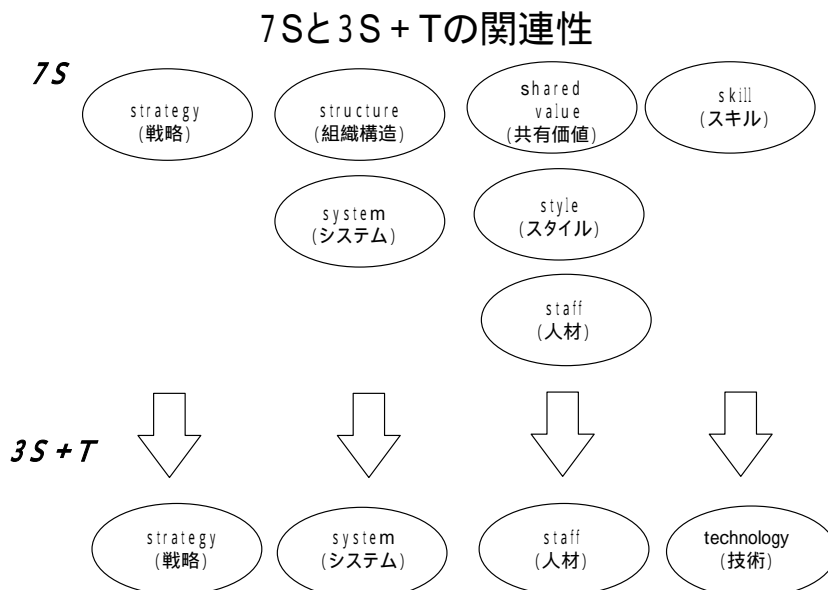 7Sと3S+Tの関連性
7S
strategy
(戦略)
structure
(組織構造)
shared
value
(共有価値)
skill
(スキル)
system
(システム)
style
(スタイル)
staff
(人材)
3S+T
strategy
(戦略)
system
(システム)
staff
(人材)
technology
(技術)